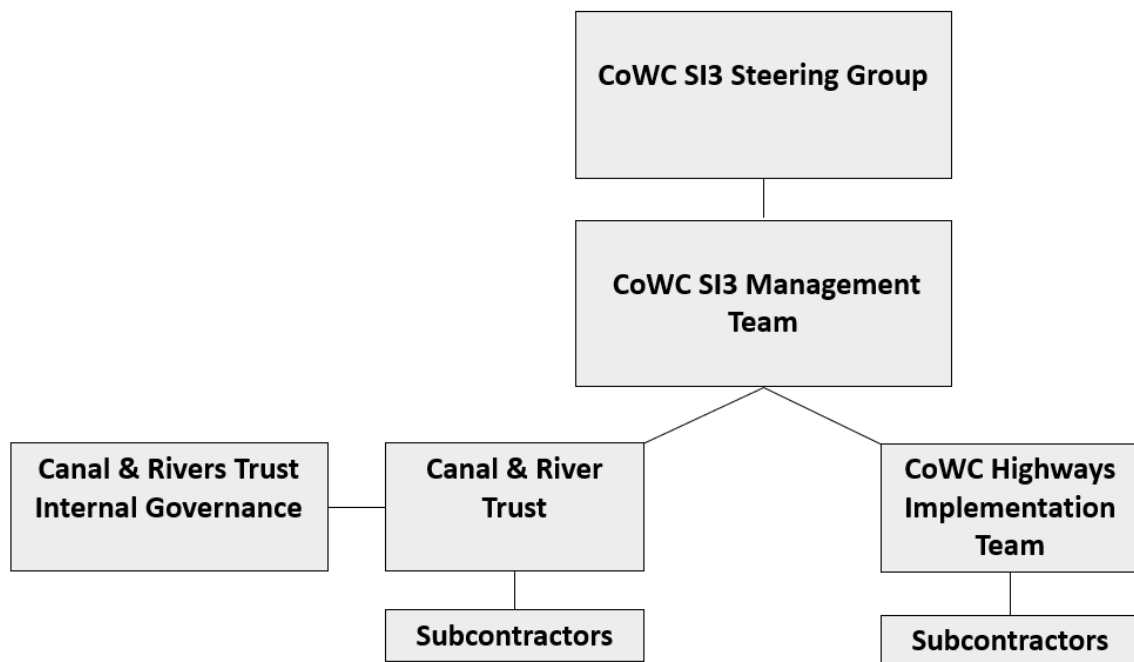 CoWC SI3 Steering Group
CoWC SI3 Management
Team
Canal & Rivers Trust
Internal Governance
Canal & River
Trust
CoWC Highways
Implementation
Team
Subcontractors
Subcontractors